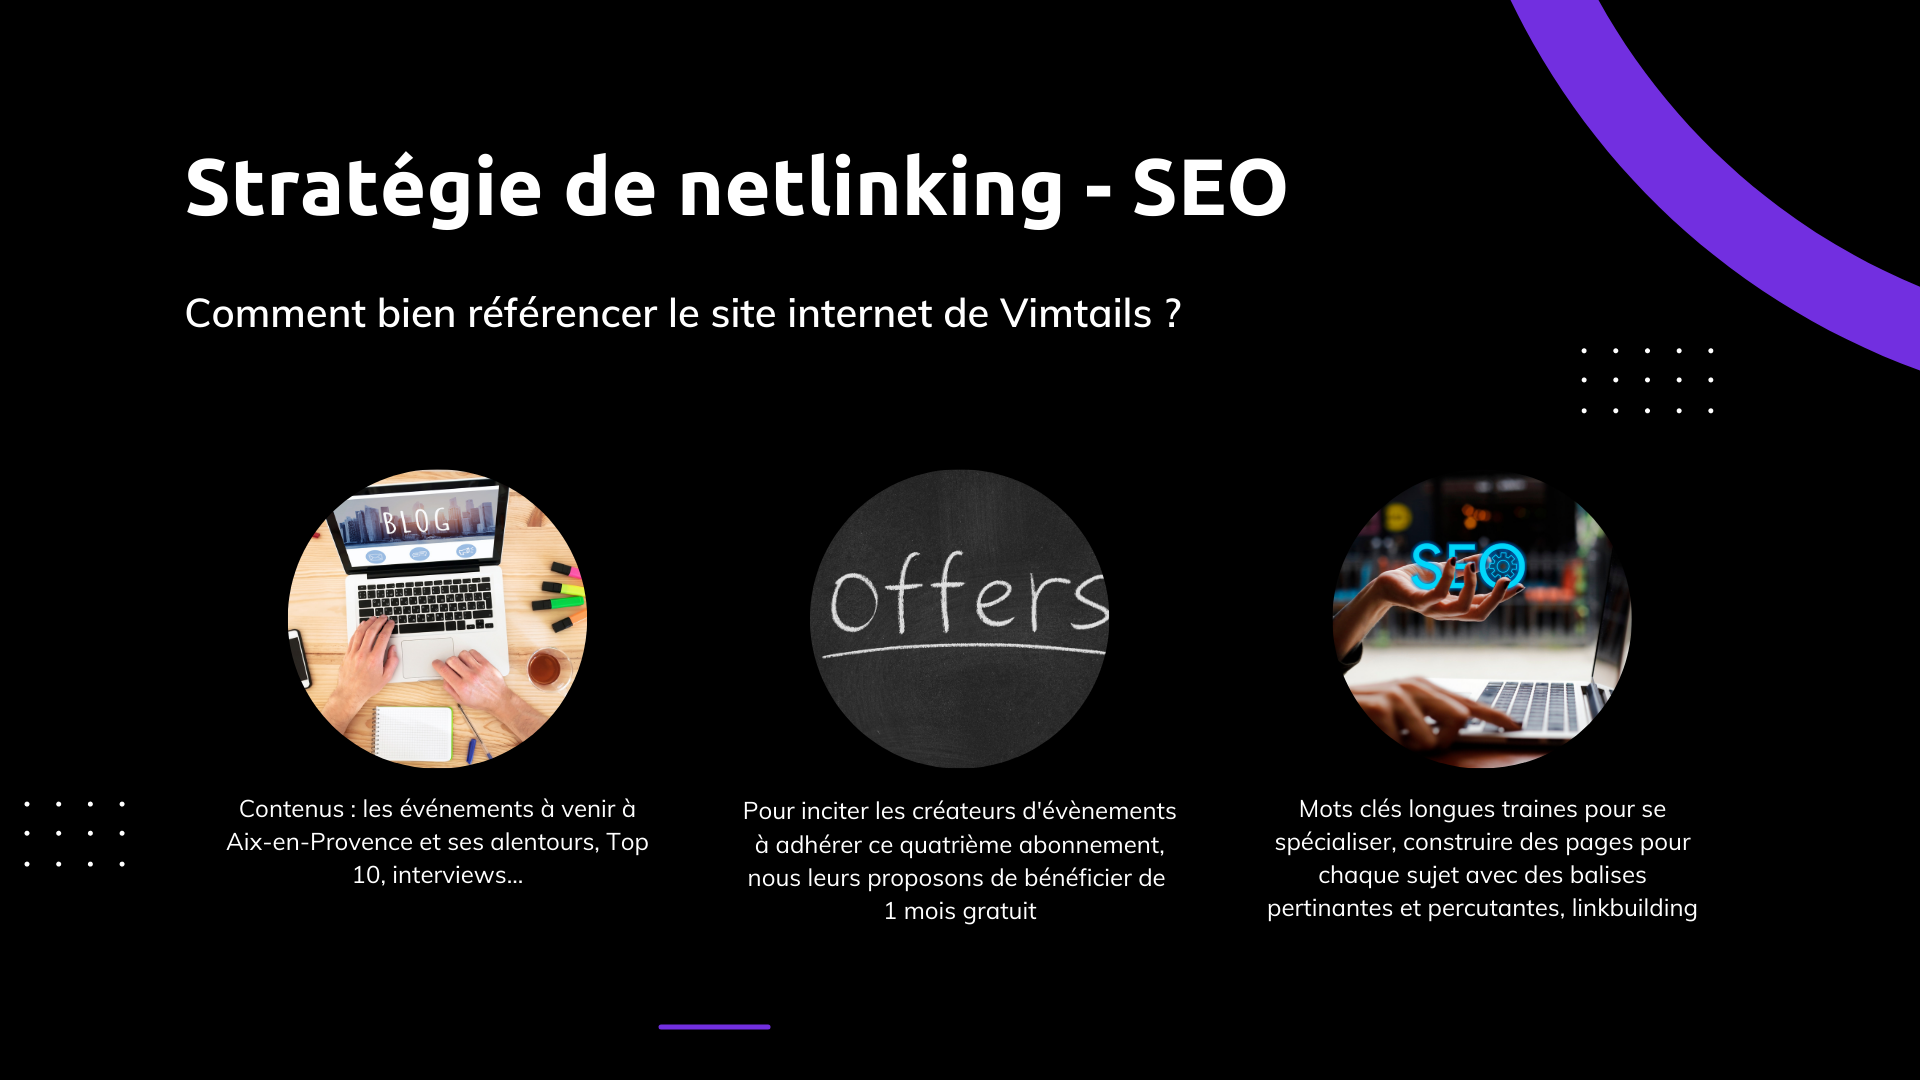 Stratégie de netlinking - SEO
Comment bien référencer le site internet de Vimtails ?
BLOG
offers
SEO
Contenus : les événements à venir à
Aix-en-Provence et ses alentours, Top
10, interviews...
Pour inciter les créateurs d'évènements
à adhérer ce quatrième abonnement,
nous leurs proposons de bénéficier de
1 mois gratuit
Mots clés longues traines pour se
spécialiser, construire des pages pour
chaque sujet avec des balises
pertinantes et percutantes, linkbuilding